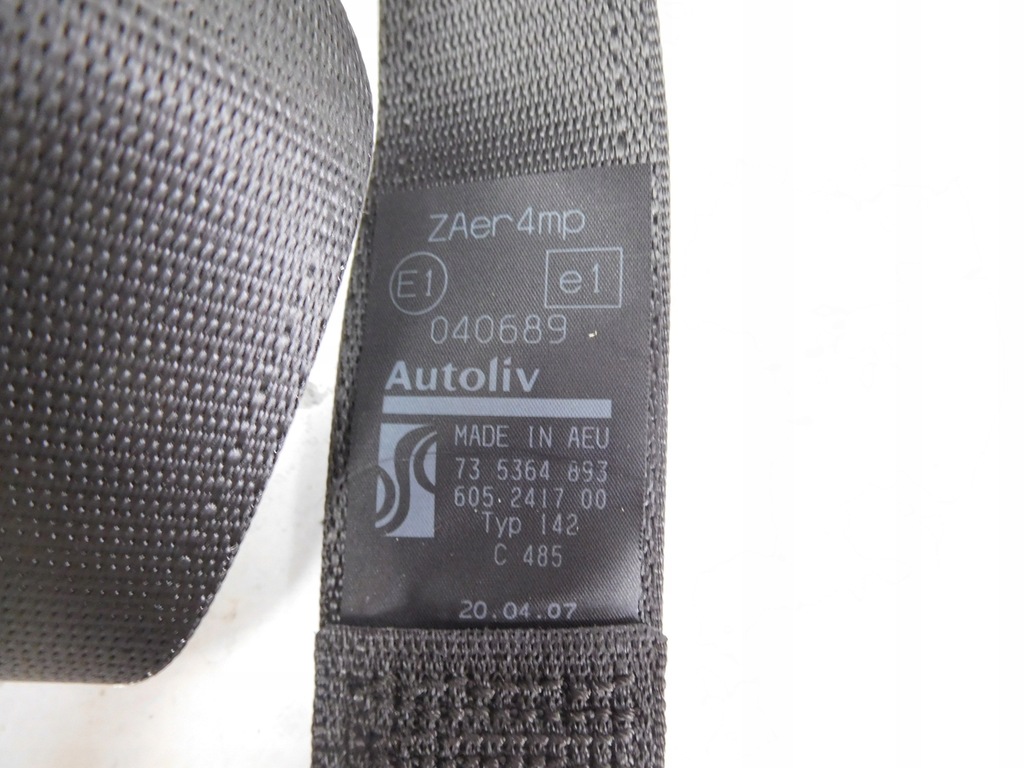 ZAer4mp
E1 e1
040689
Autoliv
MADE IN AEU
73 5364 893
605.2417 00
Typ 142
C 485
20.04.07